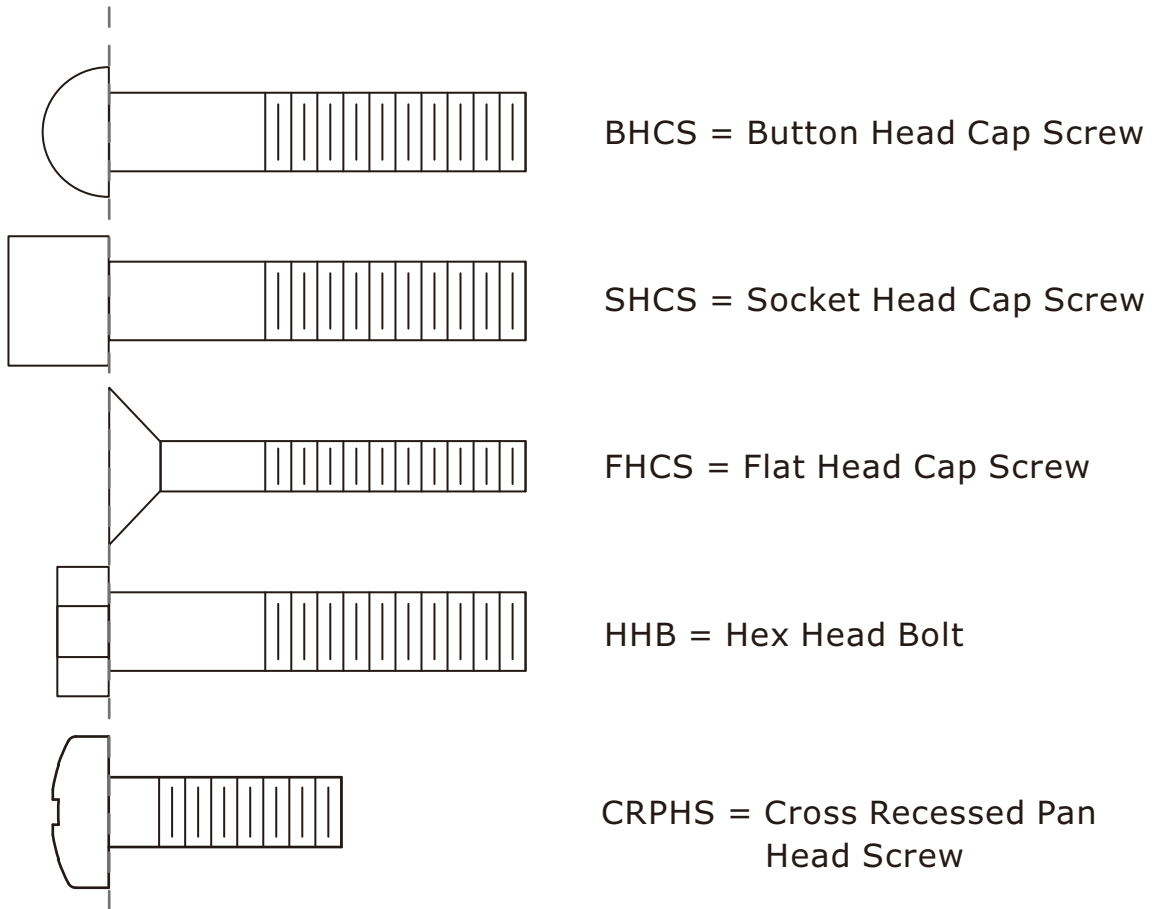 BHCS = Button Head Cap Screw
SHCS = Socket Head Cap Screw
FHCS = Flat Head Cap Screw
HHB = Hex Head Bolt
CRPHS = Cross Recessed Pan
Head Screw